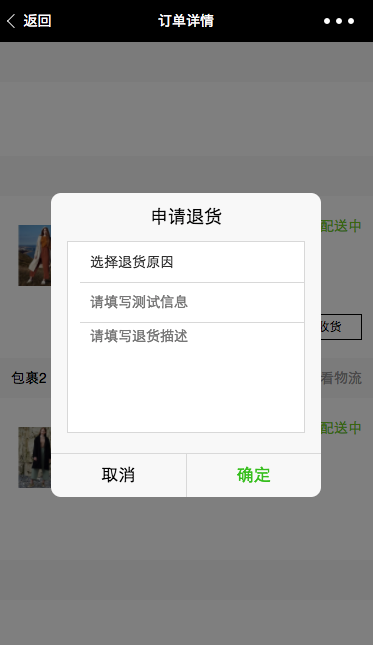 返回
订单详情
申请退货
配送中
选择退货原因
请填写测试信息
收货
请填写退货描述
包裹2
看物流
配送中
取消
确定